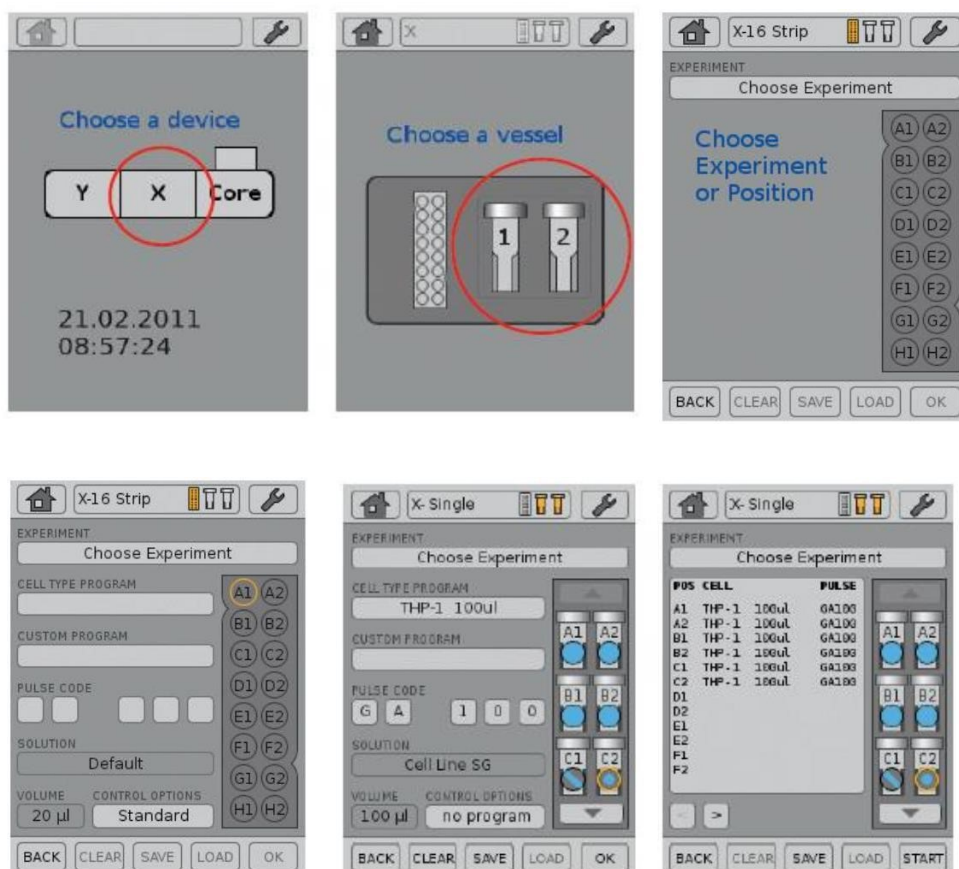 Choose a device
Y X Core
21.02.2011
08:57:24
X
Choose a vessel
1 2
X-16 Strip
EXPERIMENT
Choose Experiment
Choose
Experiment
or Position
A1 A2
B1 B2
C1 C2
D1 D2
E1 E2
F1 F2
G1 G2
H1 H2
BACK CLEAR SAVE LOAD OK
X-16 Strip
EXPERIMENT
Choose Experiment
CELL TYPE PROGRAM
CUSTOM PROGRAM
PULSE CODE
SOLUTION
Default
VOLUME CONTROL OPTIONS
20 µl Standard
A1 A2
B1 B2
C1 C2
D1 D2
E1 E2
F1 F2
G1 G2
H1 H2
BACK CLEAR SAVE LOAD OK
X- Single
EXPERIMENT
Choose Experiment
CELL TYPE PROGRAM
THP-1 100ul
CUSTOM PROGRAM
PULSE CODE
G A 1 0 0
SOLUTION
Cell Line SG
VOLUME CONTROL OPTIONS
100 µl no program
A1 A2
B1 B2
C1 C2
BACK CLEAR SAVE LOAD OK
X- Single
EXPERIMENT
Choose Experiment
POS CELL PULSE
A1 THP-1 100ul GA100
A2 THP-1 100ul GA100
B1 THP-1 100ul GA100
B2 THP-1 100ul GA100
C1 THP-1 100ul GA100
C2 THP-1 100ul GA100
D1
D2
E1
E2
F1
F2
< >
A1 A2
B1 B2
C1 C2
BACK CLEAR SAVE LOAD START